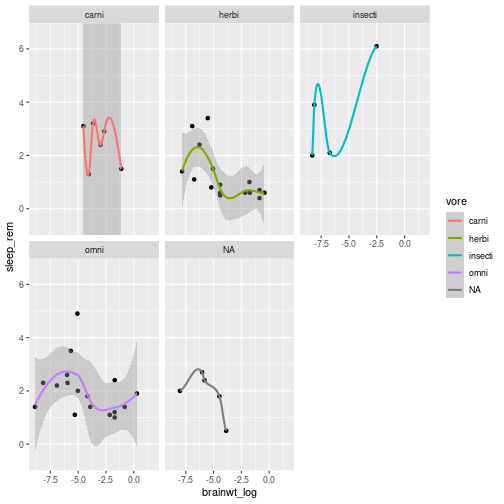 carni
herbi
insecti
6
4
2
0
-7.5 -5.0 -2.5 0.0
vore
carni
herbi
insecti
omni
NA
sleep_rem
omni
NA
6
4
2
0
-7.5 -5.0 -2.5 0.0
-7.5 -5.0 -2.5 0.0
brainwt_log